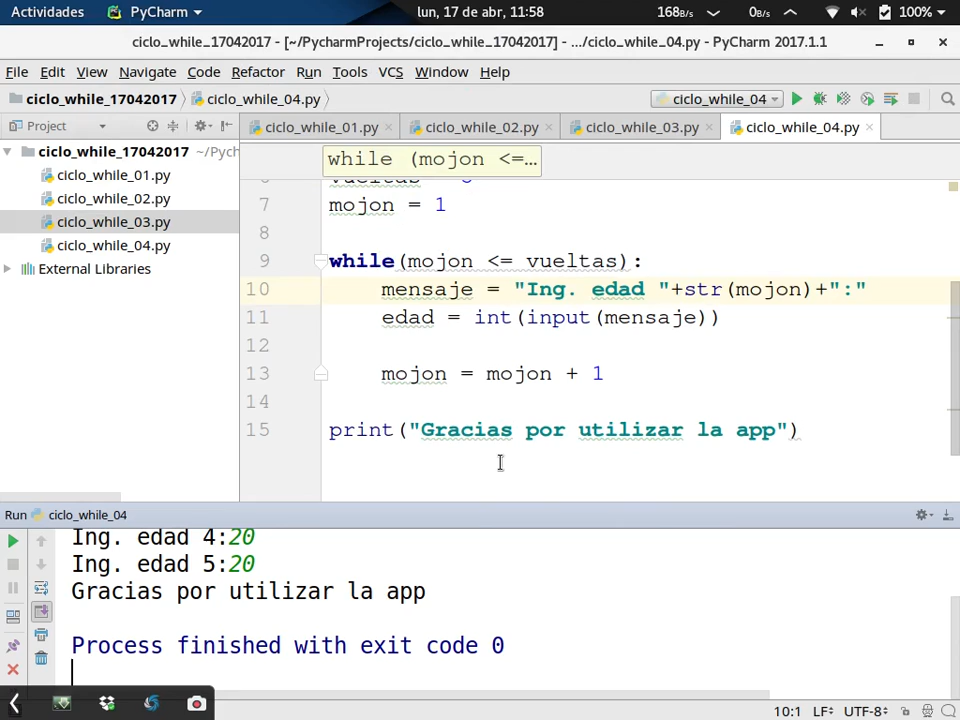 Actividades PyCharm lun, 17 de abr, 11:58 168B/s 0B/s 100%
ciclo_while_17042017 - [~/PycharmProjects/ciclo_while_17042017] - .../ciclo_while_04.py - PyCharm 2017.1.1
File Edit View Navigate Code Refactor Run Tools VCS Window Help
ciclo_while_17042017 ciclo_while_04.py ciclo_while_04
Project ciclo_while_01.py ciclo_while_02.py ciclo_while_03.py ciclo_while_04.py
ciclo_while_17042017 ~/Pych
ciclo_while_01.py
ciclo_while_02.py
ciclo_while_03.py
ciclo_while_04.py
External Libraries
while (mojon <=...
7 mojon = 1
8
9 while(mojon <= vueltas):
10 mensaje = "Ing. edad "+str(mojon)+":"
11 edad = int(input(mensaje))
12
13 mojon = mojon + 1
14
15 print("Gracias por utilizar la app")
Run ciclo_while_04
Ing. edad 4:20
Ing. edad 5:20
Gracias por utilizar la app
Process finished with exit code 0
10:1 LF UTF-8